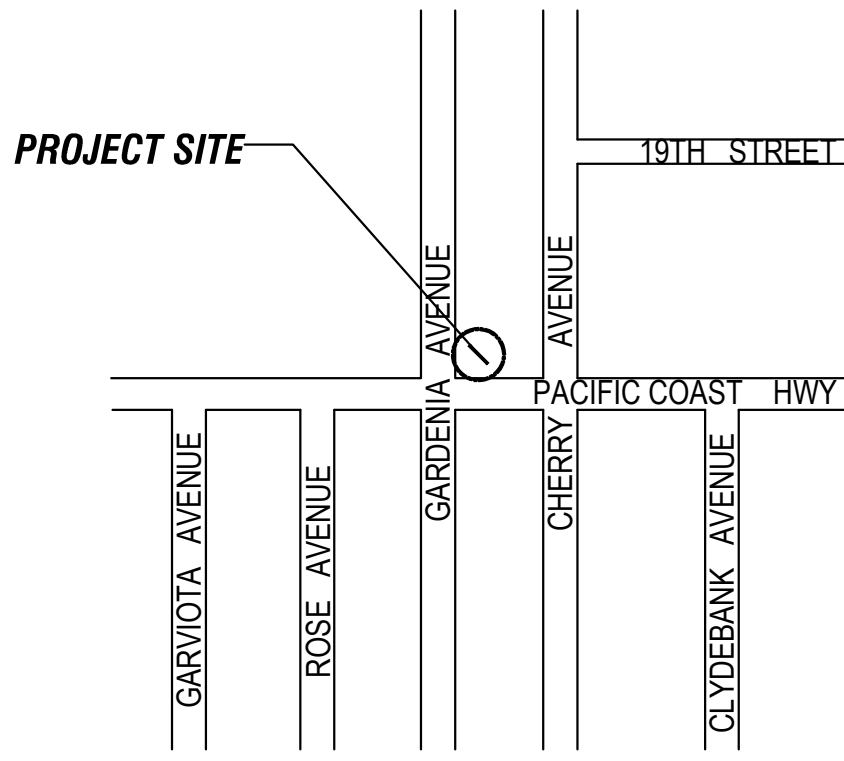 PROJECT SITE
19TH STREET
GARDENIA AVENUE
CHERRY AVENUE
PACIFIC COAST HWY
GARVIOTA AVENUE
ROSE AVENUE
CLYDEBANK AVENUE